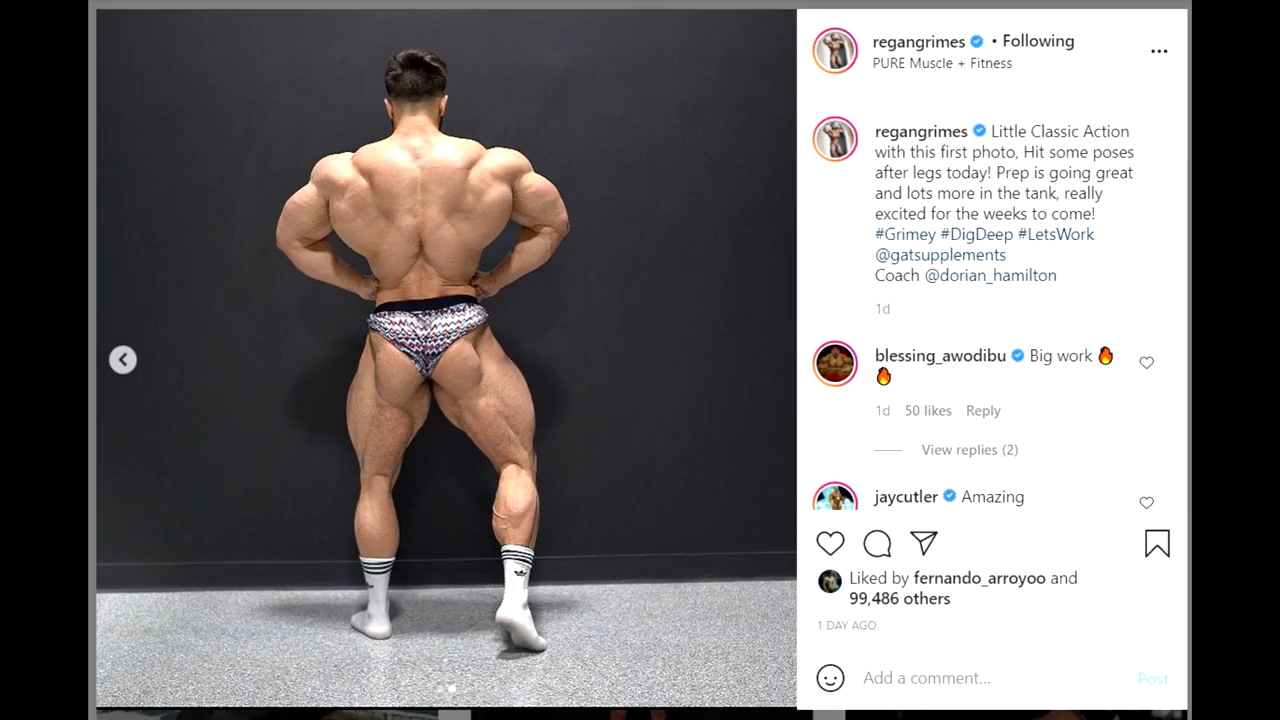 regangrimes • Following
PURE Muscle + Fitness
regangrimes Little Classic Action
with this first photo, Hit some poses
after legs today! Prep is going great
and lots more in the tank, really
excited for the weeks to come!
#Grimey #DigDeep #LetsWork
@gatsupplements
Coach @dorian_hamilton
1d
blessing_awodibu Big work 🔥
🔥
1d 50 likes Reply
View replies (2)
jaycutler Amazing
Liked by fernando_arroyoo and
99,486 others
1 DAY AGO
Add a comment... Post